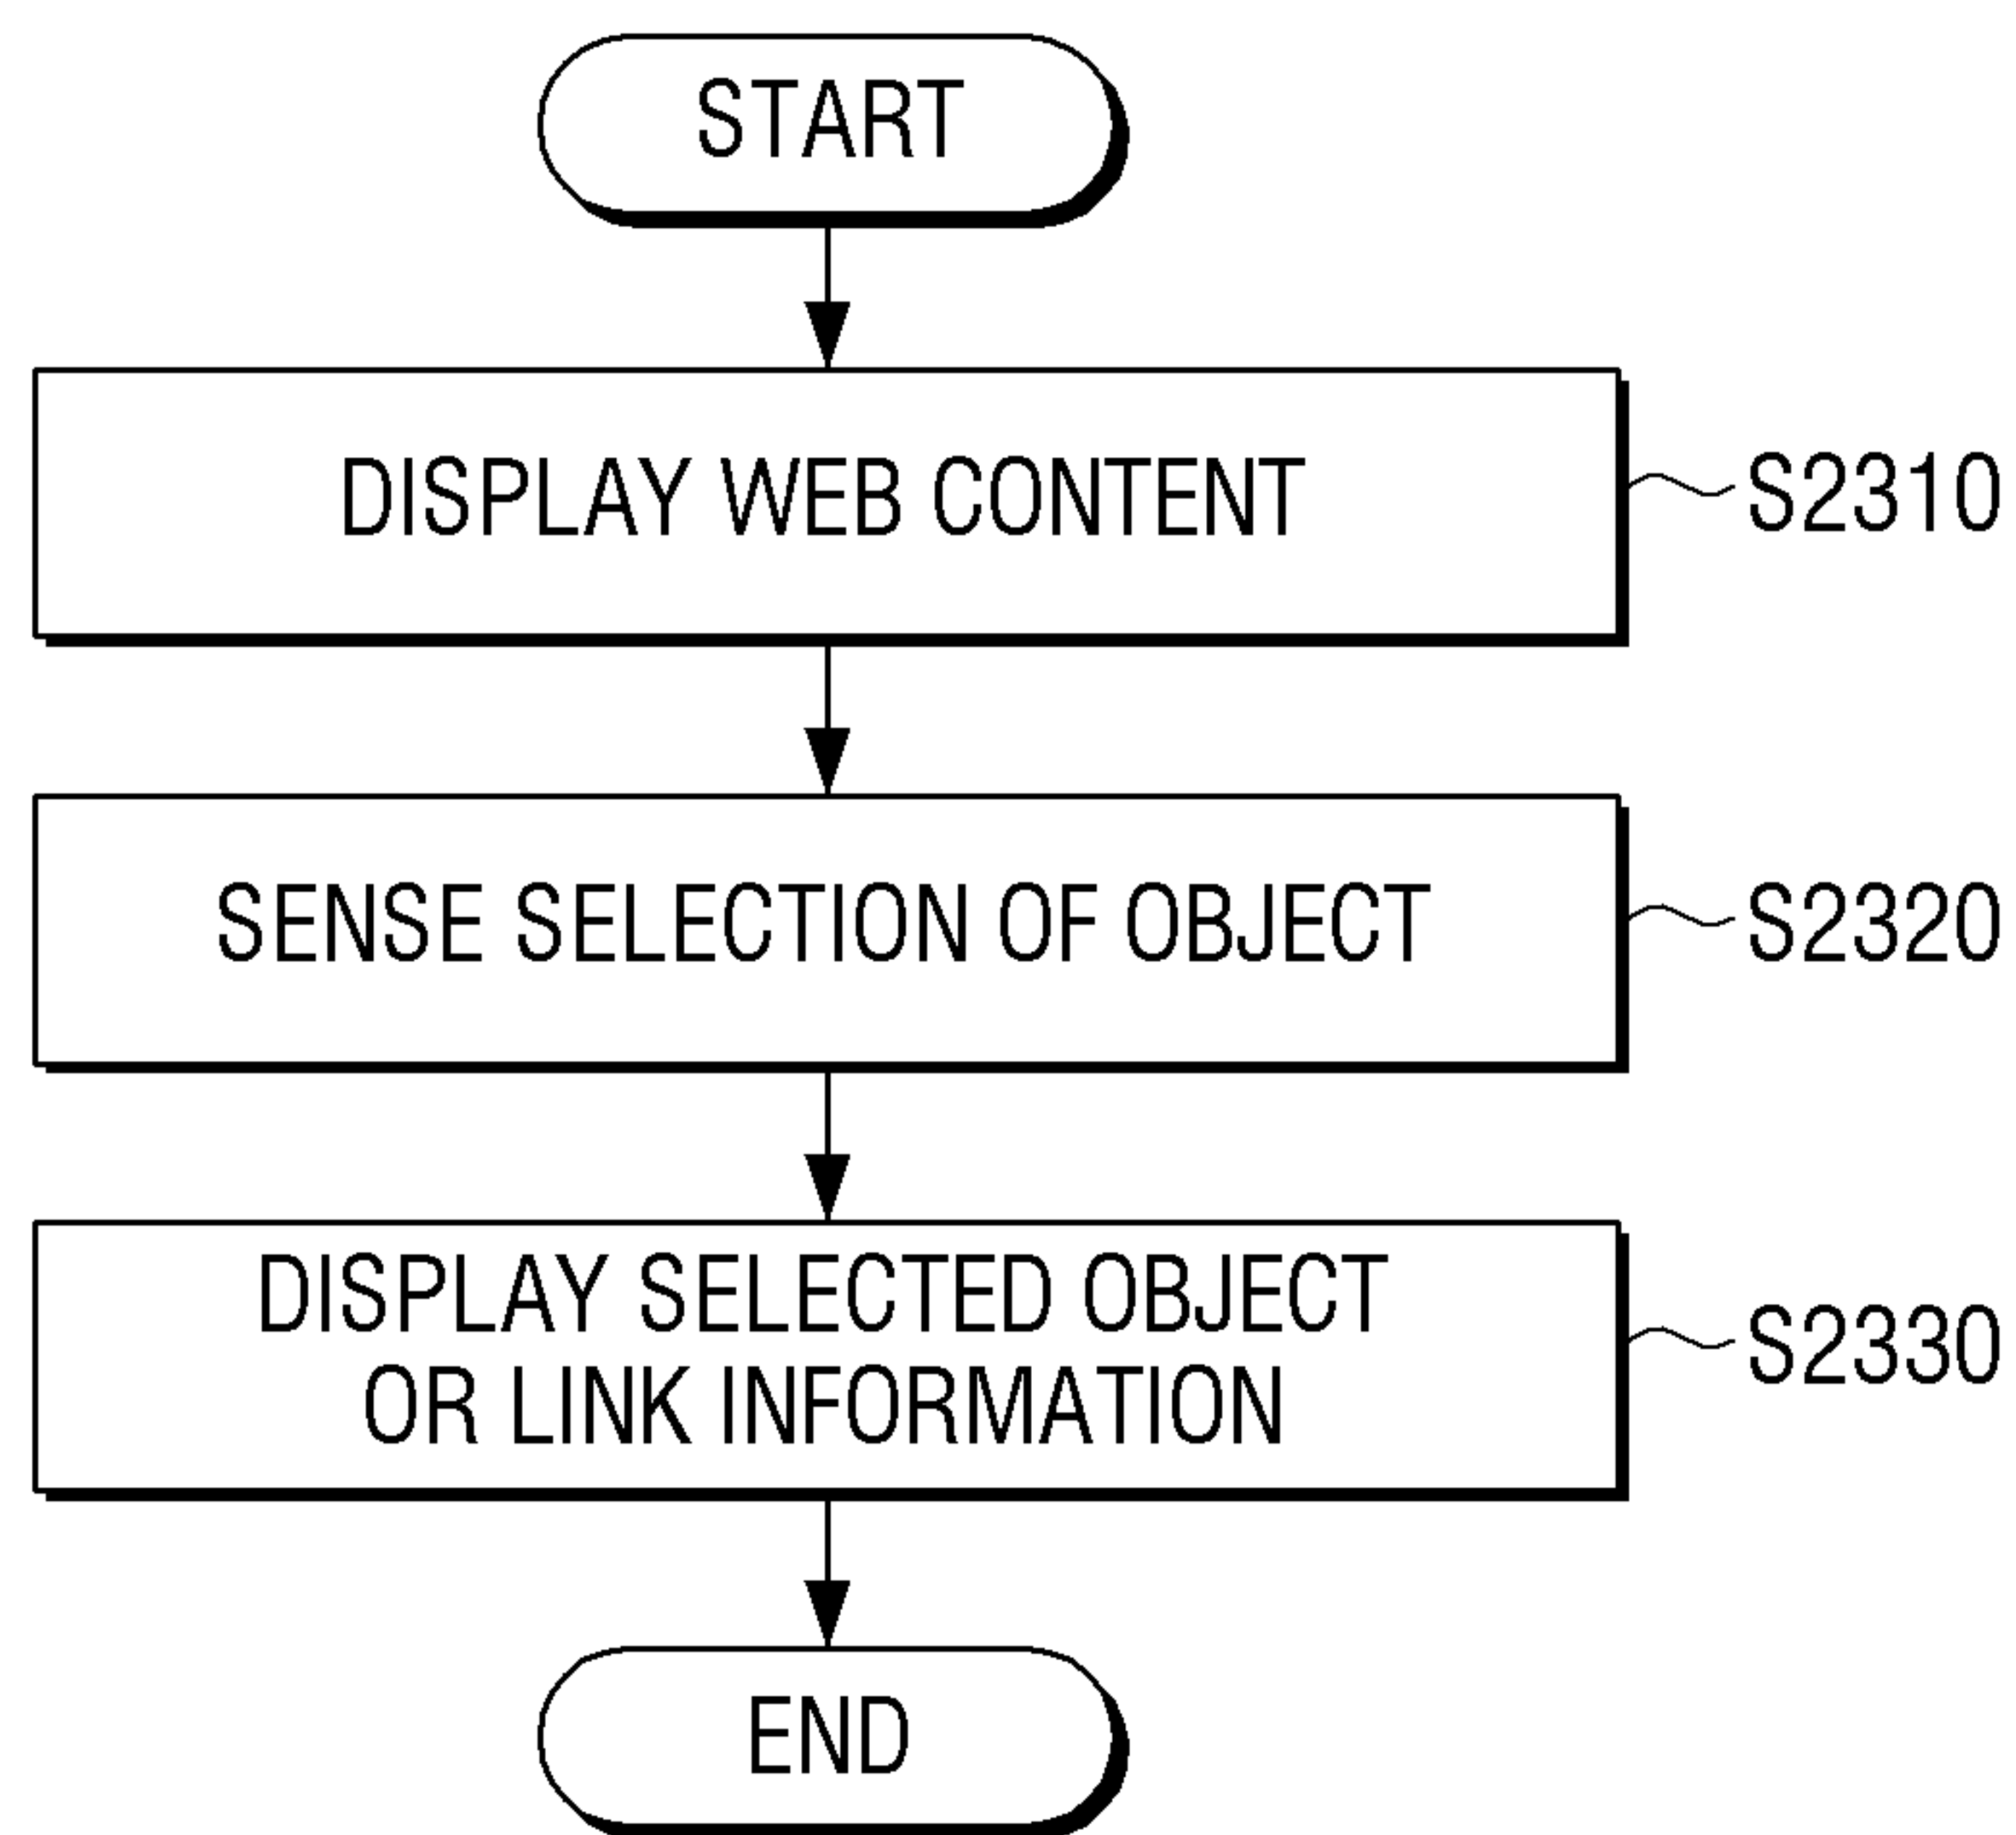 START
DISPLAY WEB CONTENT
S2310
SENSE SELECTION OF OBJECT
S2320
DISPLAY SELECTED OBJECT
OR LINK INFORMATION
S2330
END